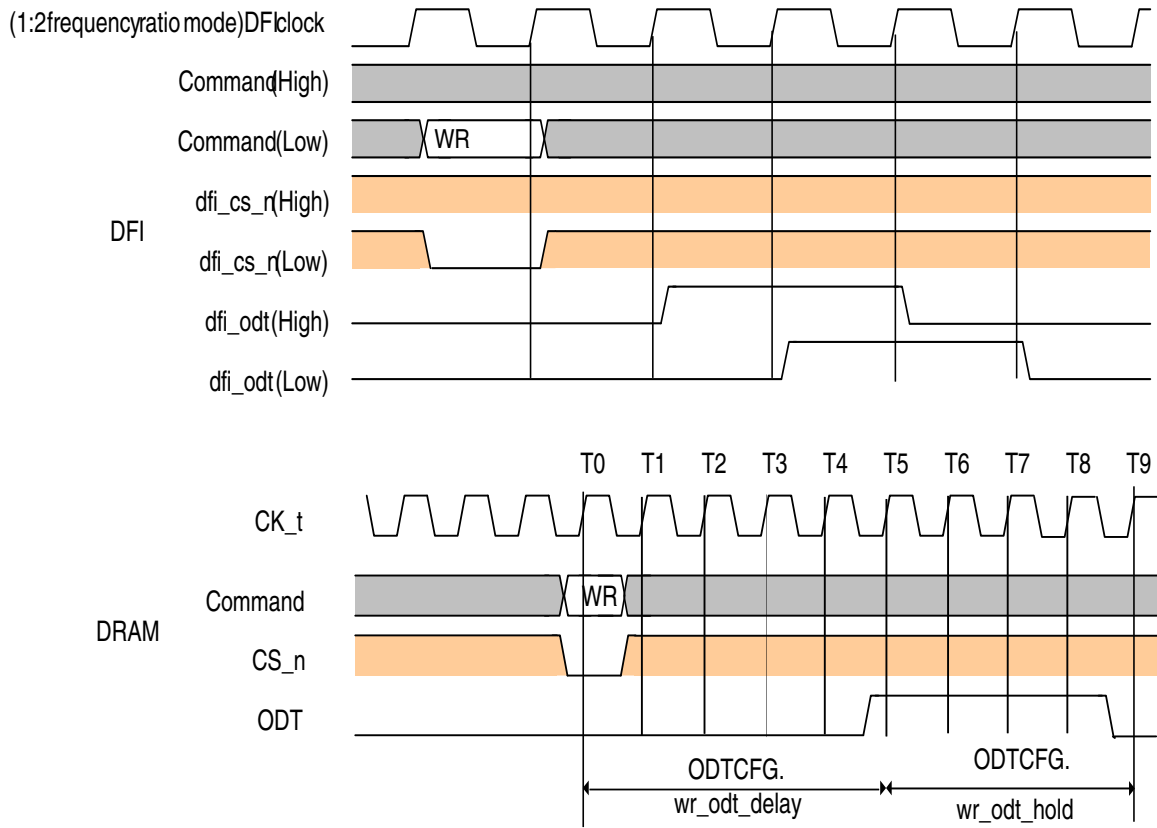 (1:2frequencyratio mode)DFIclock
Command(High)
Command(Low)
WR
dfi_cs_n(High)
DFI
dfi_cs_n(Low)
dfi_odt(High)
dfi_odt(Low)
T0 T1 T2 T3 T4 T5 T6 T7 T8 T9
CK_t
Command
WR
DRAM
CS_n
ODT
ODTCFG.
wr_odt_delay
ODTCFG.
wr_odt_hold